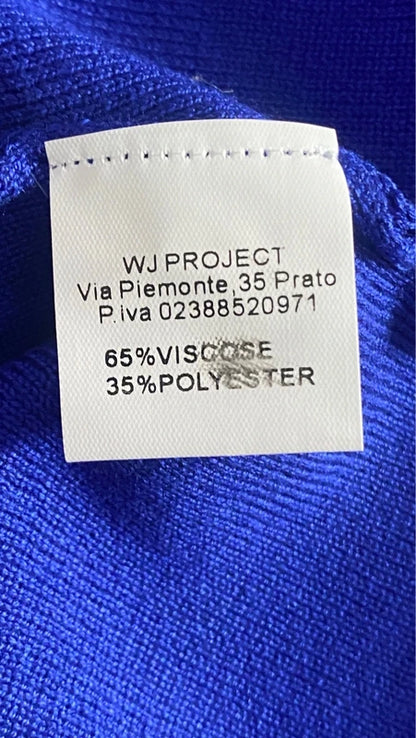 WJ PROJECT
Via Piemonte,35 Prato
P.iva 02388520971
65%VISCOSE
35%POLYESTER